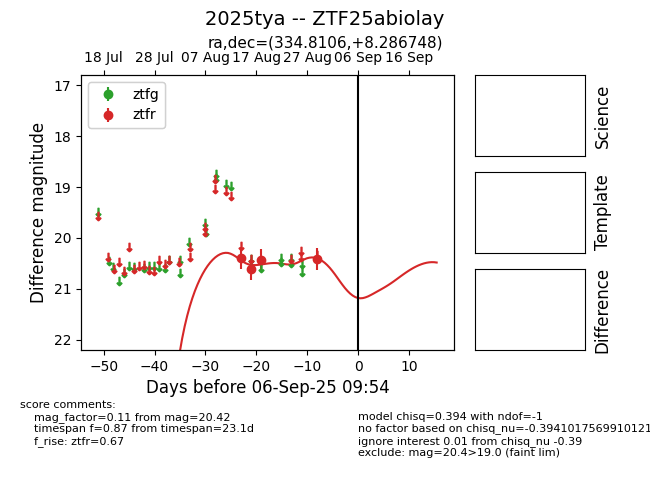 2025tya -- ZTF25abiolay
ra,dec=(334.8106,+8.286748)
18 Jul 28 Jul 07 Aug 17 Aug 27 Aug 06 Sep 16 Sep
ztfg
ztfr
17
18
19
20
21
22
Difference magnitude
−50 −40 −30 −20 −10 0 10
Days before 06-Sep-25 09:54
Science
Template
Difference
score comments:
mag_factor=0.11 from mag=20.42
timespan f=0.87 from timespan=23.1d
f_rise: ztfr=0.67
model chisq=0.394 with ndof=-1
no factor based on chisq_nu=-0.3941017569910121
ignore interest 0.01 from chisq_nu -0.39
exclude: mag=20.4>19.0 (faint lim)